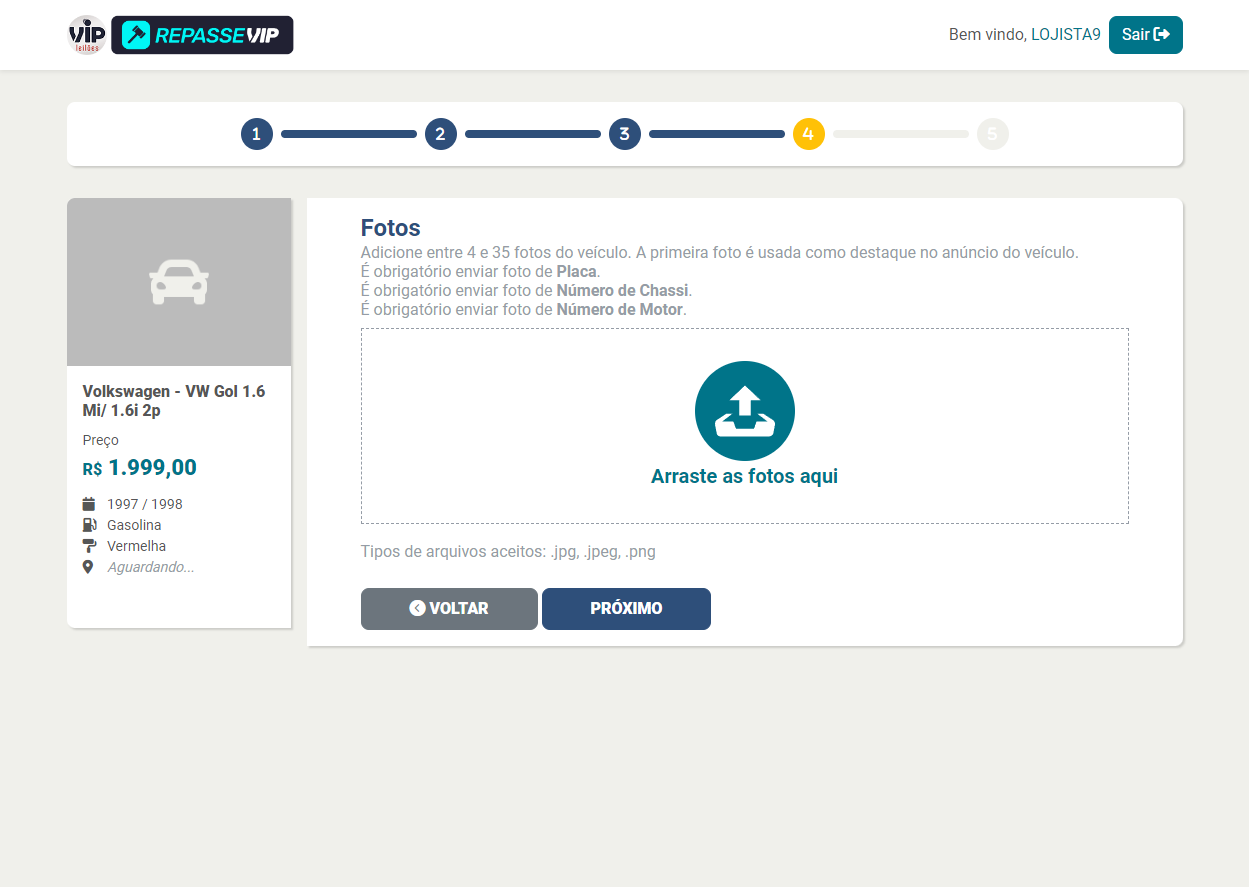 VIP
leilões
REPASSEVIP
Bem vindo, LOJISTA9
Sair
1
2
3
4
5
Volkswagen - VW Gol 1.6
Mi/ 1.6i 2p
Preço
R$ 1.999,00
1997 / 1998
Gasolina
Vermelha
Aguardando...
Fotos
Adicione entre 4 e 35 fotos do veículo. A primeira foto é usada como destaque no anúncio do veículo.
É obrigatório enviar foto de Placa.
É obrigatório enviar foto de Número de Chassi.
É obrigatório enviar foto de Número de Motor.
Arraste as fotos aqui
Tipos de arquivos aceitos: .jpg, .jpeg, .png
VOLTAR
PRÓXIMO